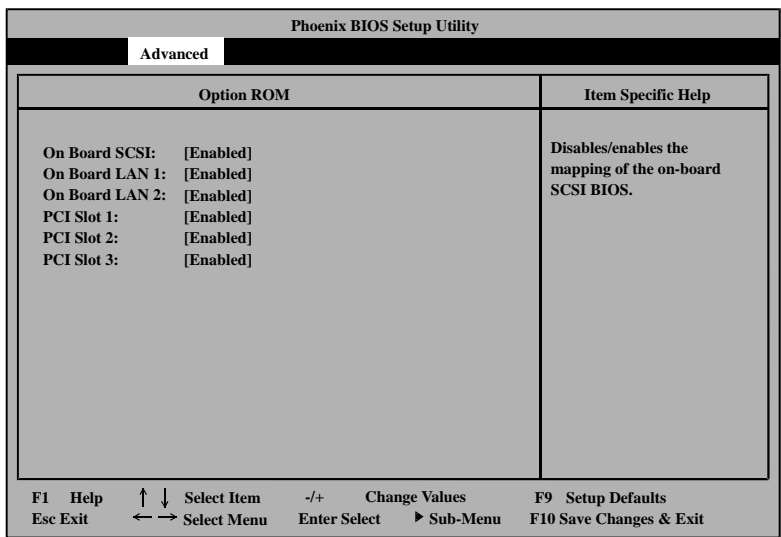 Phoenix BIOS Setup Utility
Advanced
Option ROM
Item Specific Help
On Board SCSI: [Enabled]
On Board LAN 1: [Enabled]
On Board LAN 2: [Enabled]
PCI Slot 1: [Enabled]
PCI Slot 2: [Enabled]
PCI Slot 3: [Enabled]
Disables/enables the
mapping of the on-board
SCSI BIOS.
F1 Help ↑ ↓ Select Item -/+ Change Values F9 Setup Defaults
Esc Exit ← → Select Menu Enter Select ▶ Sub-Menu F10 Save Changes & Exit